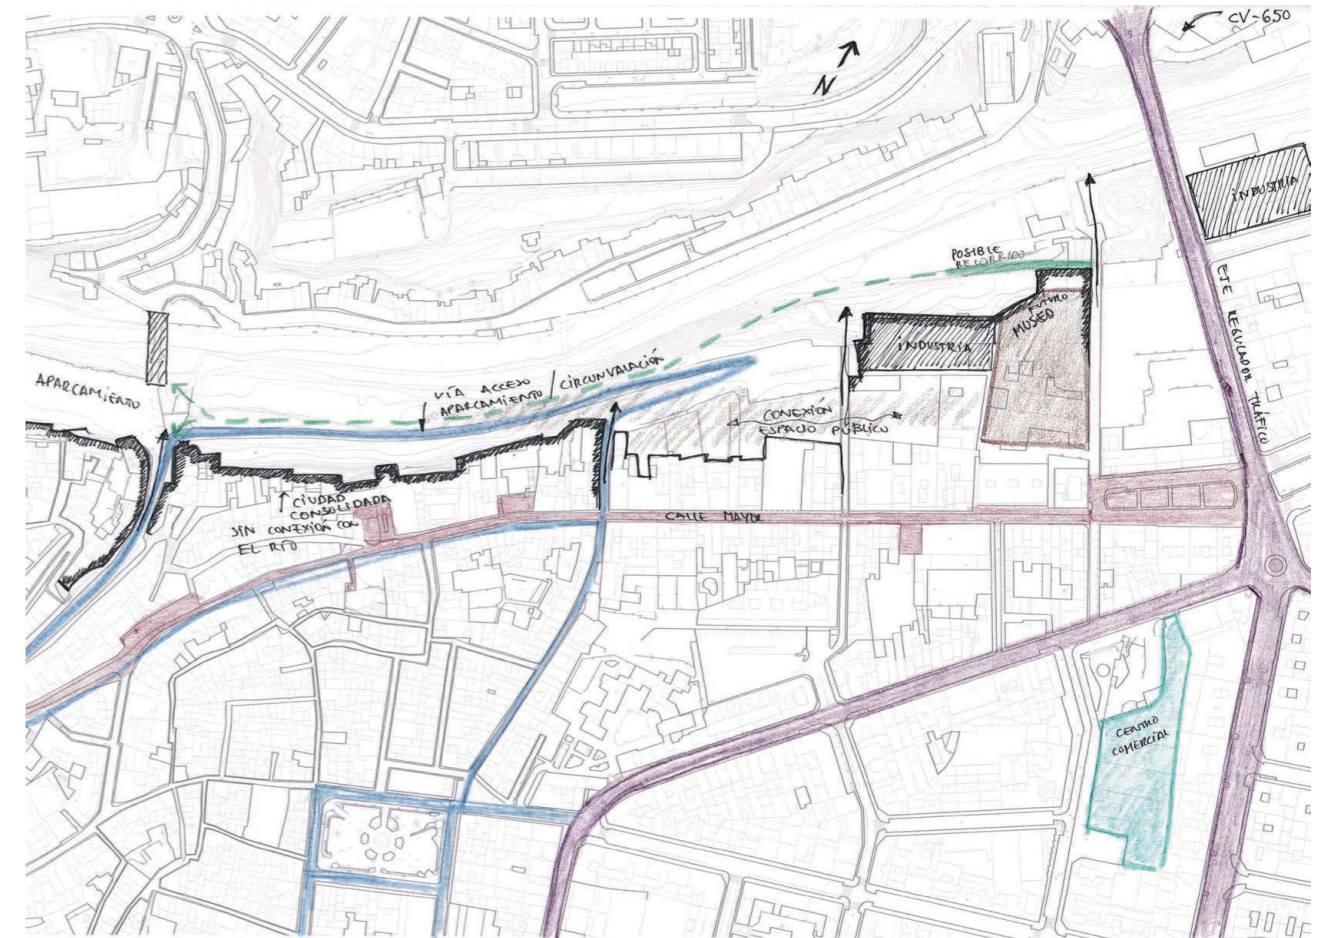 CV-650
N
INDUSTRIA
POSIBLE
RECORRIDO
FUTURO
MUSEO
INDUSTRIA
EJE REGULADOR TRÁFICO
APARCAMIENTO
VÍA ACCESO
APARCAMIENTO / CIRCUNVALACIÓN
CONEXIÓN
ESPACIO PÚBLICO
CIUDAD
CONSOLIDADA
SIN CONEXIÓN CON
EL RÍO
CALLE MAYOR
CENTRO
COMERCIAL